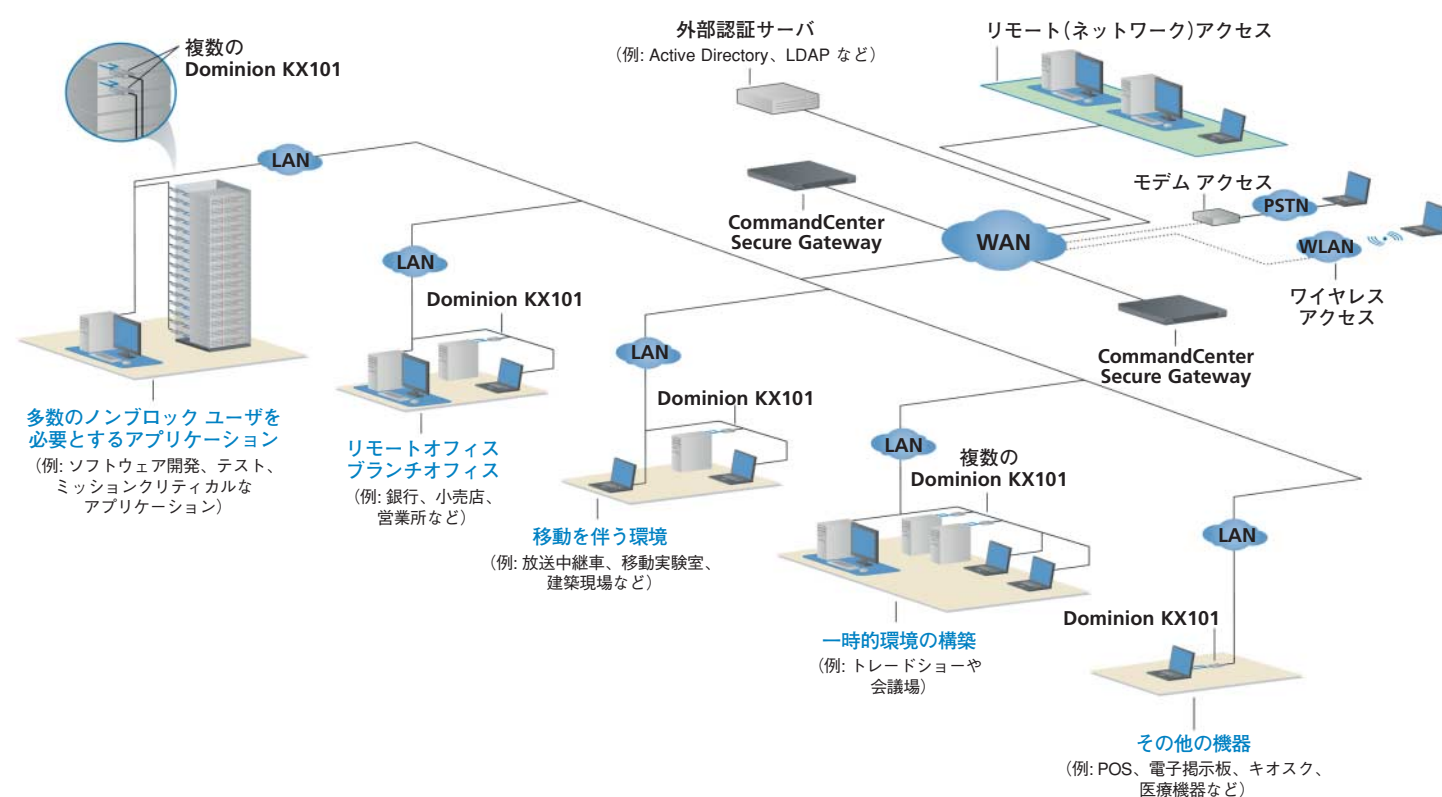 複数の
Dominion KX101
外部認証サーバ
（例: Active Directory、LDAP など）
リモート（ネットワーク）アクセス
LAN
CommandCenter
Secure Gateway
WAN
モデム アクセス
PSTN
WLAN
ワイヤレス
アクセス
CommandCenter
Secure Gateway
多数のノンブロック ユーザを
必要とするアプリケーション
（例: ソフトウェア開発、テスト、
ミッションクリティカルな
アプリケーション）
LAN
Dominion KX101
リモートオフィス
ブランチオフィス
（例: 銀行、小売店、
営業所など）
LAN
Dominion KX101
移動を伴う環境
（例: 放送中継車、移動実験室、
建築現場など）
LAN
複数の
Dominion KX101
一時的環境の構築
（例: トレードショーや
会議場）
LAN
Dominion KX101
その他の機器
（例: POS、電子掲示板、キオスク、
医療機器など）